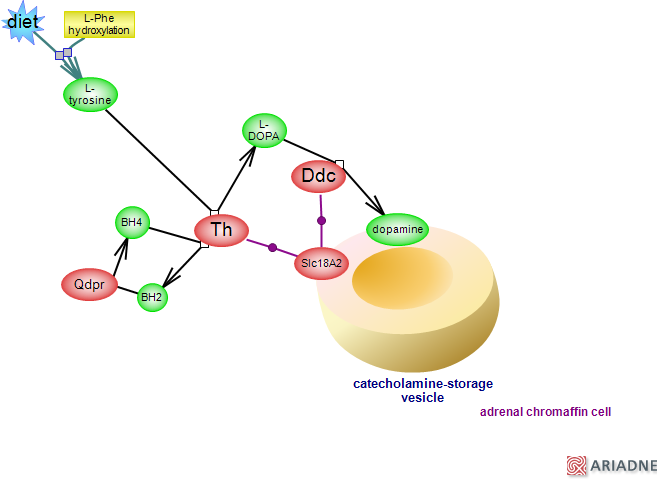 diet
L-Phe
hydroxylation
L-
tyrosine
L-
DOPA
Ddc
BH4
Th
dopamine
Slc18A2
Qdpr
BH2
catecholamine-storage
vesicle
adrenal chromaffin cell
ARIADNE